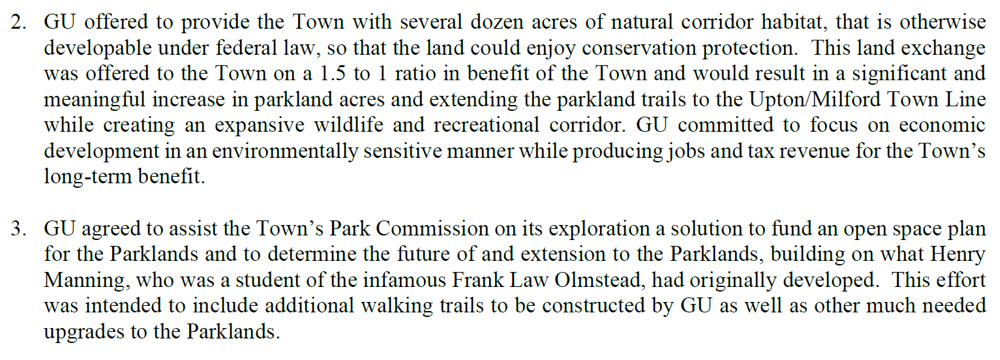 2. GU offered to provide the Town with several dozen acres of natural corridor habitat, that is otherwise
developable under federal law, so that the land could enjoy conservation protection.  This land exchange
was offered to the Town on a 1.5 to 1 ratio in benefit of the Town and would result in a significant and
meaningful increase in parkland acres and extending the parkland trails to the Upton/Milford Town Line
while creating an expansive wildlife and recreational corridor. GU committed to focus on economic
development in an environmentally sensitive manner while producing jobs and tax revenue for the Town’s
long-term benefit.
3. GU agreed to assist the Town’s Park Commission on its exploration a solution to fund an open space plan
for the Parklands and to determine the future of and extension to the Parklands, building on what Henry
Manning, who was a student of the infamous Frank Law Olmstead, had originally developed.  This effort
was intended to include additional walking trails to be constructed by GU as well as other much needed
upgrades to the Parklands.